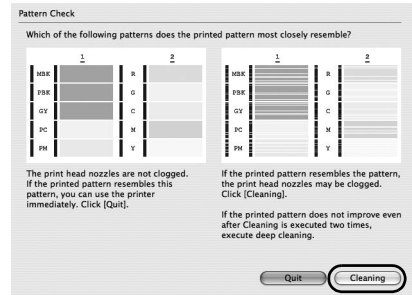 Pattern Check
Which of the following patterns does the printed pattern most closely resemble?
1 2
MBK R
PBK G
GY C
PC M
PM Y
1 2
MBK R
PBK G
GY C
PC M
PM Y
The print head nozzles are not clogged.
If the printed pattern resembles this
pattern, you can use the printer
immediately. Click [Quit].
If the printed pattern resembles the pattern,
the print head nozzles may be clogged.
Click [Cleaning].
If the printed pattern does not improve even
after Cleaning is executed two times,
execute deep cleaning.
Quit Cleaning